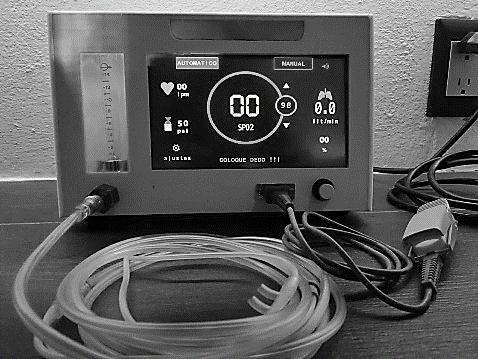 AUTOMATICO
MANUAL
00
lpm
00
SPO2
98
0.0
lit/min
50
psi
00
%
ajustes
COLOQUE DEDO !!!